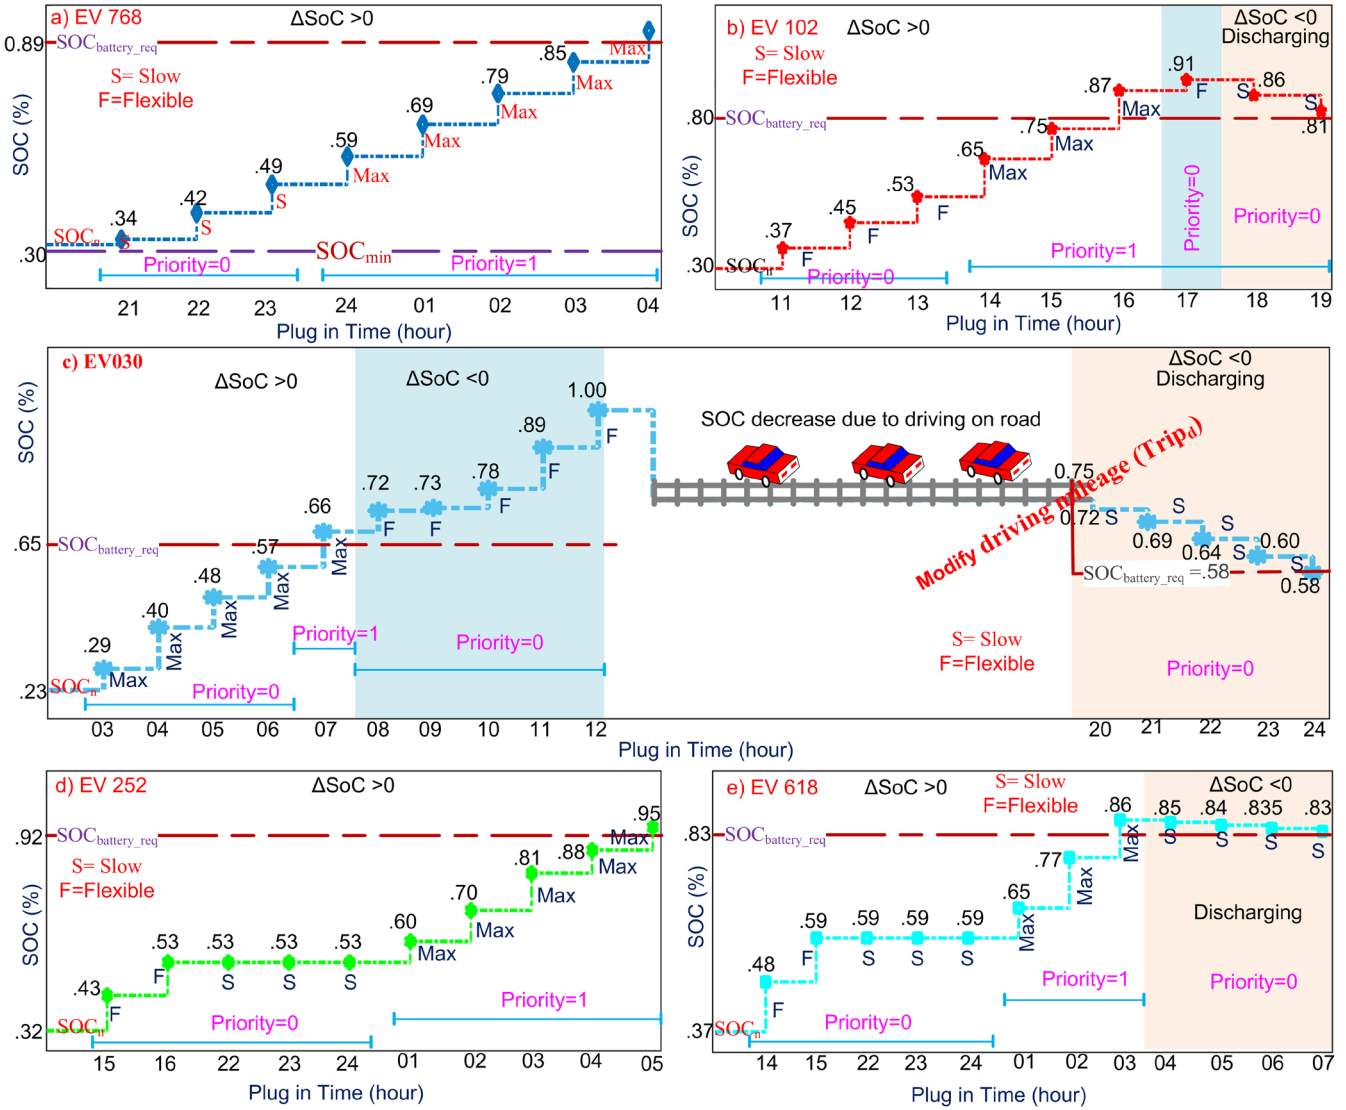 a) EV 768
ΔSoC >0
0.89
SOCbattery_req
S= Slow
F=Flexible
SOC (%)
.34
.42
.49
.59
.69
.79
.85
S
S
S
Max
Max
Max
Max
Max
SOCn
.30
SOCmin
Priority=0
Priority=1
21
22
23
24
01
02
03
04
Plug in Time (hour)
b) EV 102
ΔSoC >0
ΔSoC <0
Discharging
S= Slow
F=Flexible
.80
SOCbattery_req
SOC (%)
.37
.45
.53
.65
.75
.87
.91
.86
.81
F
F
F
Max
Max
Max
F
S
S
.30
SOCn
Priority=0
Priority=1
Priority=0
Priority=0
11
12
13
14
15
16
17
18
19
Plug in Time (hour)
c) EV030
ΔSoC >0
ΔSoC <0
ΔSoC <0
Discharging
SOC (%)
SOC decrease due to driving on road
Modify driving mileage (Tripd)
.65
SOCbattery_req
.29
.40
.48
.57
.66
.72
.73
.78
.89
1.00
0.75
0.72
0.69
0.64
0.60
0.58
Max
Max
Max
Max
Max
F
F
F
F
F
S
S
S
S
S
SOCbattery_req =.58
S= Slow
F=Flexible
.23
SOCn
Priority=0
Priority=1
Priority=0
Priority=0
03
04
05
06
07
08
09
10
11
12
20
21
22
23
24
Plug in Time (hour)
d) EV 252
ΔSoC >0
.92
SOCbattery_req
S= Slow
F=Flexible
SOC (%)
.43
.53
.53
.53
.53
.60
.70
.81
.88
.95
F
F
S
S
S
Max
Max
Max
Max
Max
.32
SOCn
Priority=0
Priority=1
15
16
22
23
24
01
02
03
04
05
Plug in Time (hour)
e) EV 618
ΔSoC >0
S= Slow
F=Flexible
ΔSoC <0
.83
SOCbattery_req
SOC (%)
.48
.59
.59
.59
.59
.65
.77
.86
.85
.84
.835
.83
F
F
S
S
S
Max
Max
Max
S
S
S
S
Discharging
.37
SOCn
Priority=0
Priority=1
Priority=0
14
15
22
23
24
01
02
03
04
05
06
07
Plug in Time (hour)